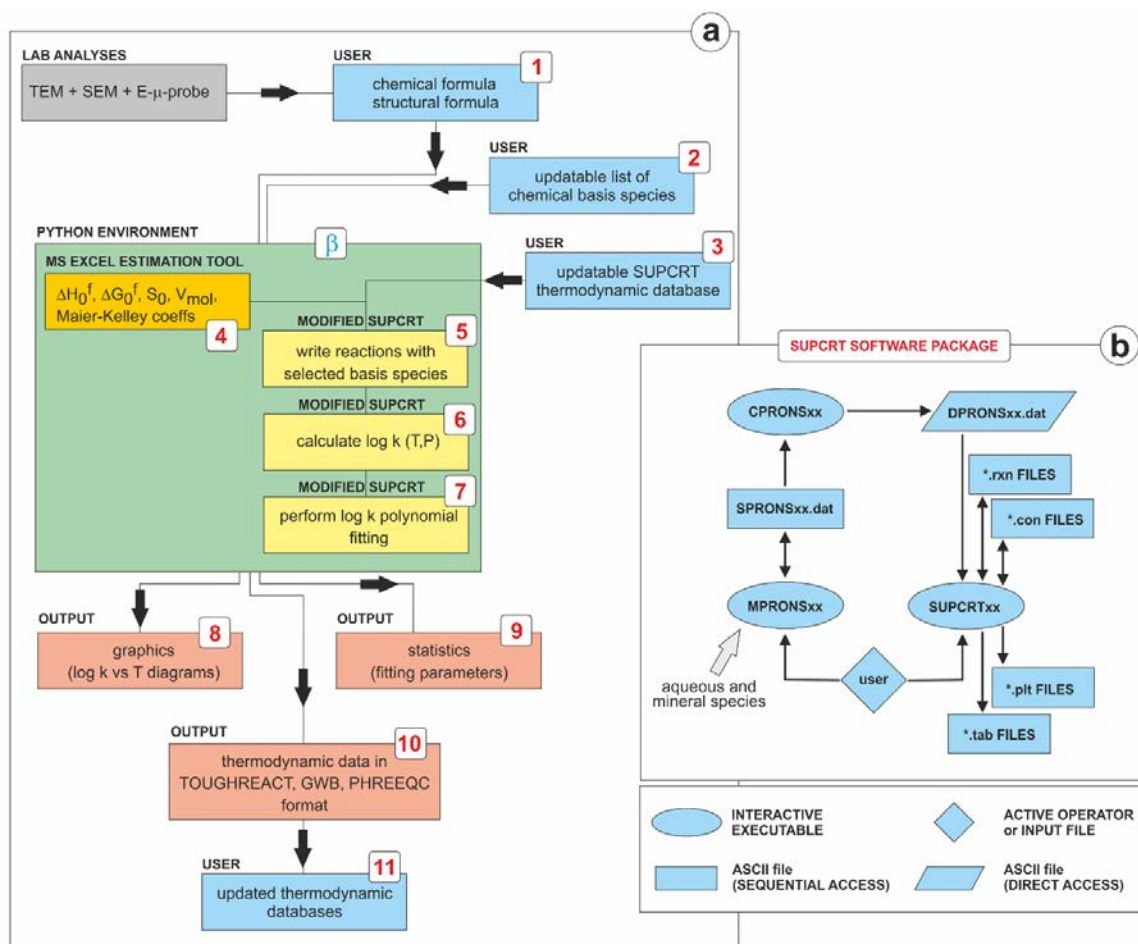 a
LAB ANALYSES
TEM + SEM + E-μ-probe
USER
1
chemical formula
structural formula
USER
2
updatable list of
chemical basis species
PYTHON ENVIRONMENT
β
MS EXCEL ESTIMATION TOOL
ΔH₀ᶠ, ΔG₀ᶠ, S₀, Vmol,
Maier-Kelley coeffs
4
USER
3
updatable SUPCRT
thermodynamic database
MODIFIED SUPCRT
5
write reactions with
selected basis species
MODIFIED SUPCRT
6
calculate log k (T,P)
MODIFIED SUPCRT
7
perform log k polynomial
fitting
OUTPUT
8
graphics
(log k vs T diagrams)
OUTPUT
9
statistics
(fitting parameters)
OUTPUT
10
thermodynamic data in
TOUGHREACT, GWB, PHREEQC
format
USER
11
updated thermodynamic
databases
b
SUPCRT SOFTWARE PACKAGE
CPRONSxx
DPRONSxx.dat
*.rxn FILES
SPRONSxx.dat
*.con FILES
MPRONSxx
SUPCRTxx
aqueous and
mineral species
user
*.plt FILES
*.tab FILES
INTERACTIVE
EXECUTABLE
ACTIVE OPERATOR
or INPUT FILE
ASCII file
(SEQUENTIAL ACCESS)
ASCII file
(DIRECT ACCESS)